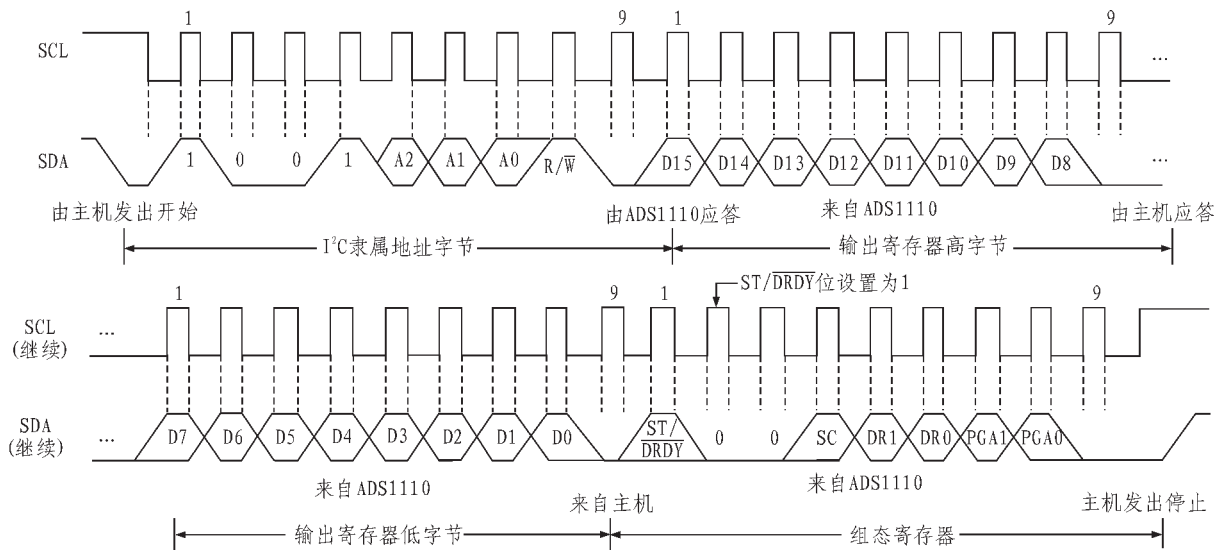 1 9 1 9
SCL ...
SDA 1 0 0 1 A2 A1 A0 R/W̅ D15 D14 D13 D12 D11 D10 D9 D8 ...
由主机发出开始 由ADS1110应答 来自ADS1110 由主机应答
I²C隶属地址字节 输出寄存器高字节
ST/D̅R̅D̅Y̅位设置为1
1 9 1 9
SCL
(继续) ...
SDA
(继续) ... D7 D6 D5 D4 D3 D2 D1 D0 ST/D̅R̅D̅Y̅ 0 0 SC DR1 DR0 PGA1 PGA0
来自ADS1110 来自主机 来自ADS1110 主机发出停止
输出寄存器低字节 组态寄存器